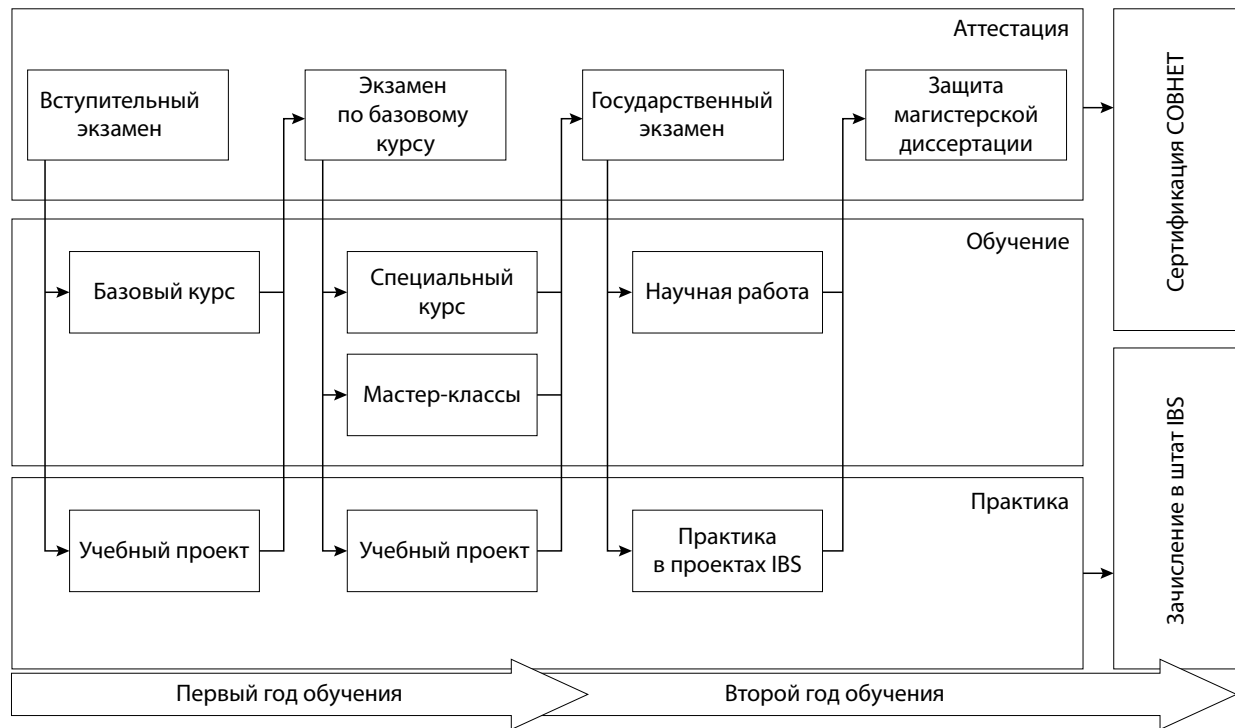 Аттестация
Вступительный
экзамен
Экзамен
по базовому
курсу
Государственный
экзамен
Защита
магистерской
диссертации
Обучение
Базовый курс
Специальный
курс
Научная работа
Мастер-классы
Практика
Учебный проект
Учебный проект
Практика
в проектах IBS
Сертификация СОВНЕТ
Зачисление в штат IBS
Первый год обучения
Второй год обучения